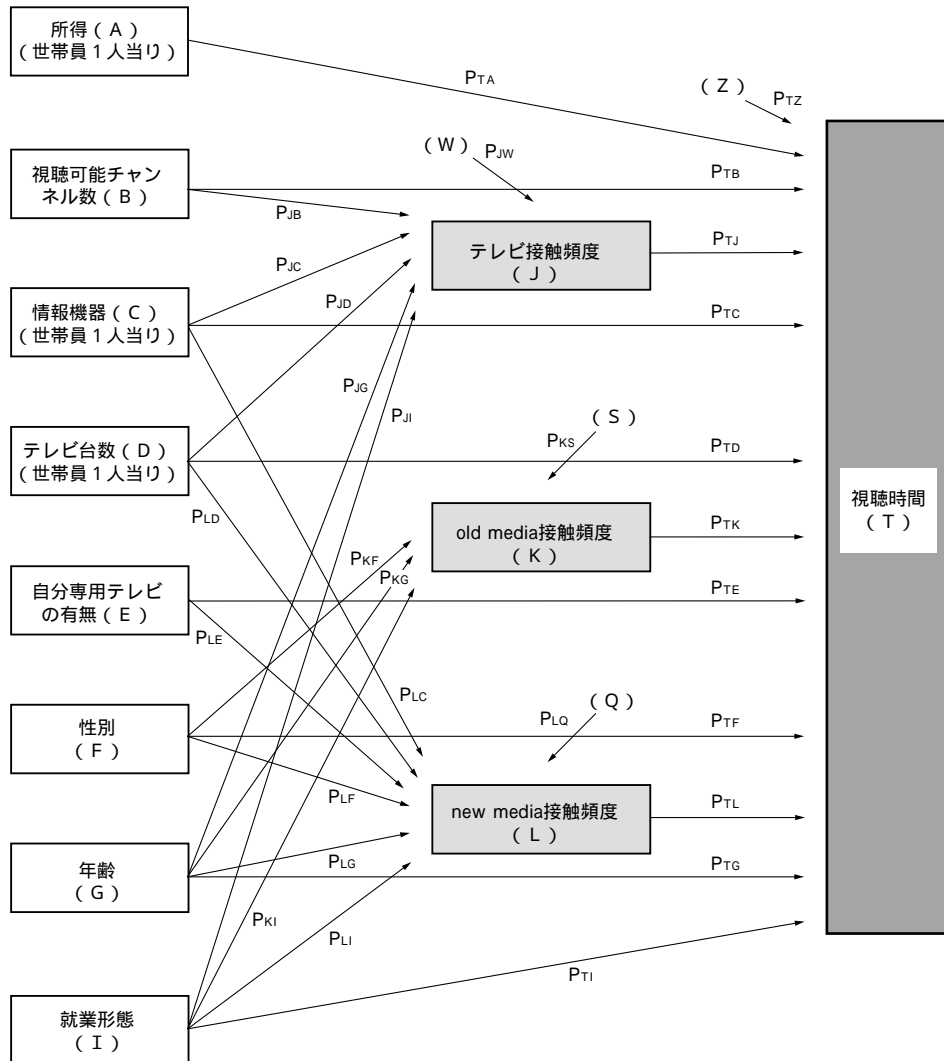 所得（A）
（世帯員１人当り）
PTA
（Z）
PTZ
（W）
PJW
視聴可能チャン
ネル数（B）
PTB
PJB
テレビ接触頻度
（J）
PTJ
PJC
PJD
情報機器（C）
（世帯員１人当り）
PTC
PJG
PJI
（S）
PKS
テレビ台数（D）
（世帯員１人当り）
PTD
視聴時間
（T）
PLD
old media接触頻度
（K）
PTK
PKF
PKG
自分専用テレビ
の有無（E）
PTE
PLE
PLC
（Q）
PLQ
性別
（F）
PTF
PLF
new media接触頻度
（L）
PTL
年齢
（G）
PLG
PTG
PKI
PLI
PTI
就業形態
（I）